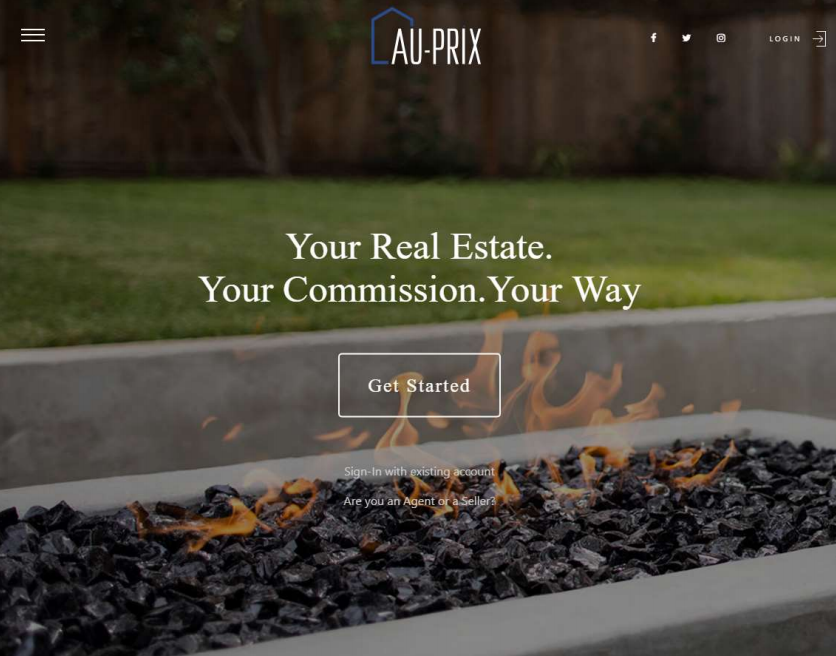 AU-PRIX
LOGIN
Your Real Estate.
Your Commission.Your Way
Get Started
Sign-In with existing account
Are you an Agent or a Seller?